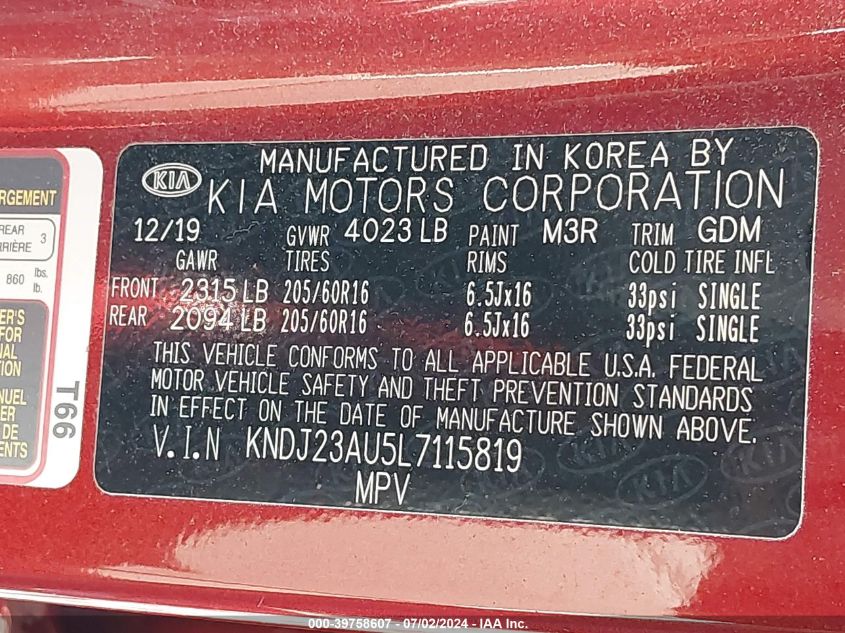 MANUFACTURED IN KOREA BY
KIA KIA MOTORS CORPORATION
12/19 GVWR 4023 LB PAINT M3R TRIM GDM
GAWR TIRES RIMS COLD TIRE INFL
FRONT 2315 LB 205/60R16 6.5Jx16 33psi SINGLE
REAR 2094 LB 205/60R16 6.5Jx16 33psi SINGLE
THIS VEHICLE CONFORMS TO ALL APPLICABLE U.S.A. FEDERAL
MOTOR VEHICLE SAFETY AND THEFT PREVENTION STANDARDS
IN EFFECT ON THE DATE OF MANUFACTURE SHOWN ABOVE.
V.I.N KNDJ23AU5L7115819
MPV
REAR 3
860 lbs.
lb.
T66
DE
000-39758607 - 07/02/2024 - IAAI Inc.